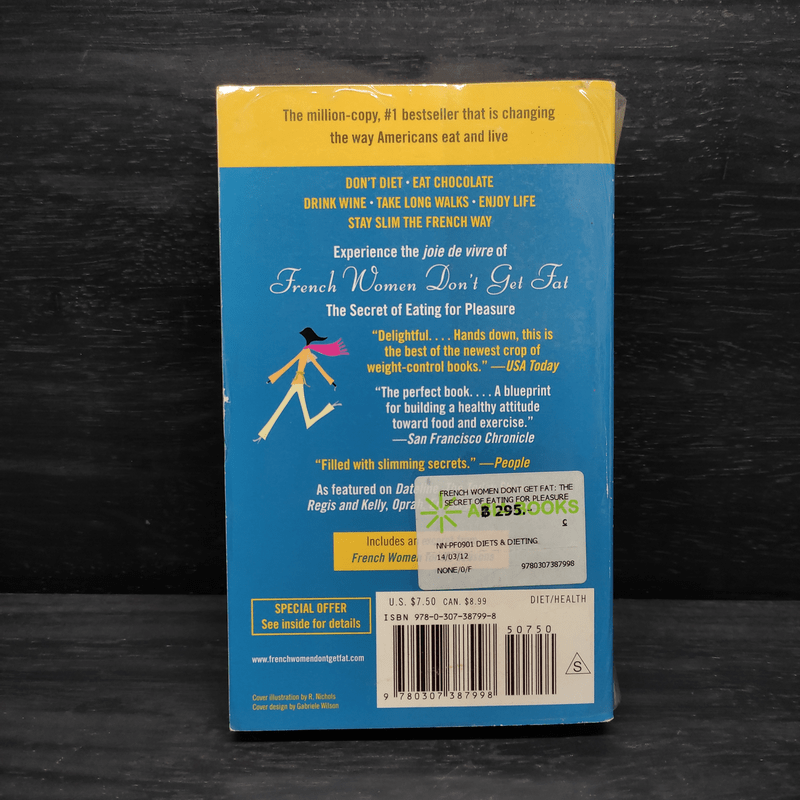 The million-copy, #1 bestseller that is changing
the way Americans eat and live
DON'T DIET • EAT CHOCOLATE
DRINK WINE • TAKE LONG WALKS • ENJOY LIFE
STAY SLIM THE FRENCH WAY
Experience the joie de vivre of
French Women Don't Get Fat
The Secret of Eating for Pleasure
“Delightful. . . . Hands down, this is
the best of the newest crop of
weight-control books.” —USA Today
“The perfect book. . . . A blueprint
for building a healthy attitude
toward food and exercise.”
—San Francisco Chronicle
“Filled with slimming secrets.” —People
As featured on
Regis and Kelly,
Includes an
French Women
FRENCH WOMEN DONT GET FAT: THE
SECRET OF EATING FOR PLEASURE
฿ 295.-
BOOKS
C
NN-PF0901 DIETS & DIETING
14/03/12
NONE/0/F 9780307387998
SPECIAL OFFER
See inside for details
U.S. $7.50 CAN. $8.99 DIET/HEALTH
ISBN 978-0-307-38799-8
50750
9 780307 387998
S
www.frenchwomendontgetfat.com
Cover illustration by R. Nichols
Cover design by Gabriele Wilson